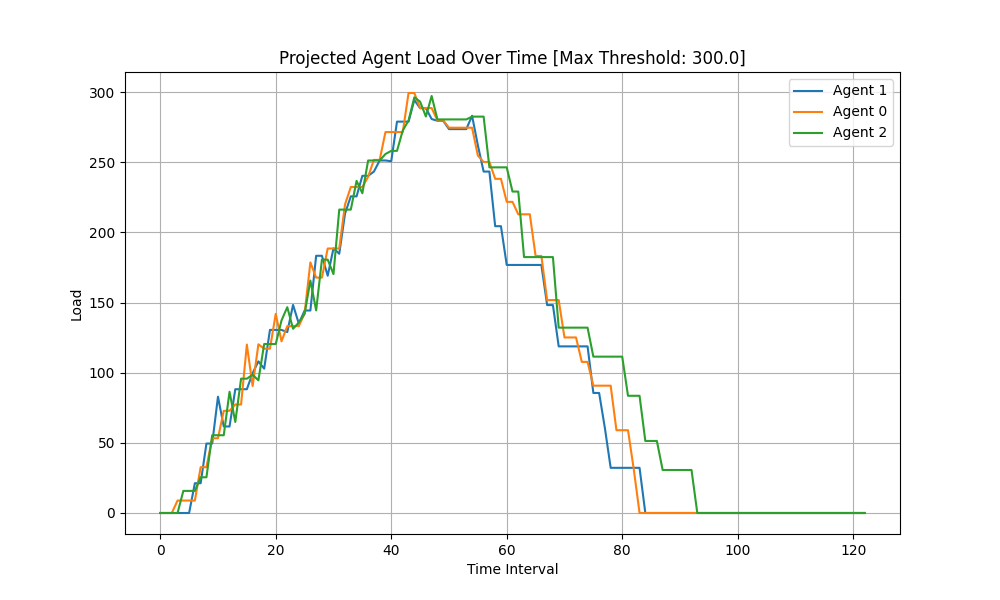 Projected Agent Load Over Time [Max Threshold: 300.0]
Agent 1
Agent 0
Agent 2
Load
300
250
200
150
100
50
0
0 20 40 60 80 100 120
Time Interval